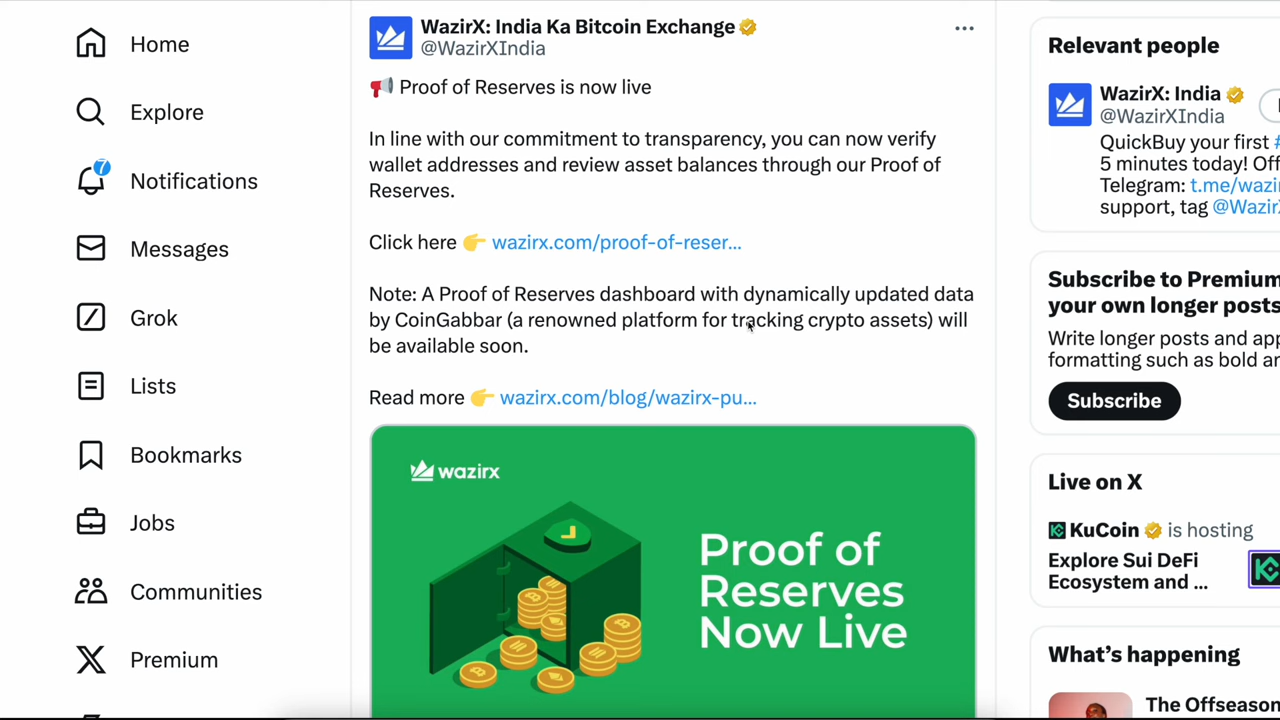 Home
Explore
Notifications
7
Messages
Grok
Lists
Bookmarks
Jobs
Communities
Premium
WazirX: India Ka Bitcoin Exchange
@WazirXIndia
Proof of Reserves is now live
In line with our commitment to transparency, you can now verify
wallet addresses and review asset balances through our Proof of
Reserves.
Click here 👉 wazirx.com/proof-of-reser...
Note: A Proof of Reserves dashboard with dynamically updated data
by CoinGabbar (a renowned platform for tracking crypto assets) will
be available soon.
Read more 👉 wazirx.com/blog/wazirx-pu...
wazirx
Proof of
Reserves
Now Live
Relevant people
WazirX: India
@WazirXIndia
QuickBuy your first #
5 minutes today! Off
Telegram: t.me/wazi
support, tag @Wazir
Subscribe to Premium
your own longer posts
Write longer posts and app
formatting such as bold an
Subscribe
Live on X
KuCoin is hosting
Explore Sui DeFi
Ecosystem and ...
What's happening
The Offseason